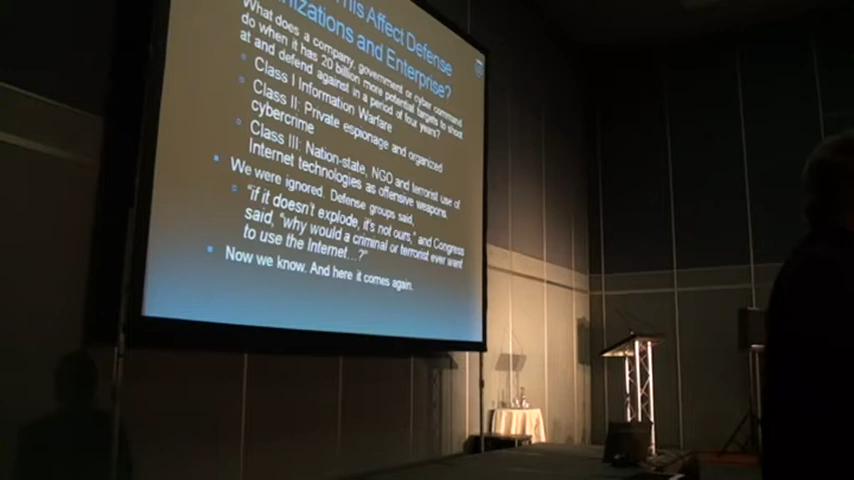 This Affect Defense
nizations and Enterprise?
What does a company, government or cyber command
do when it has 20 billion more potential targets to shoot
at and defend against in a period of four years?
Class I Information Warfare
Class II: Private espionage and organized
cybercrime
Class III: Nation-state, NGO and terrorist use of
Internet technologies as offensive weapons.
We were ignored. Defense groups said,
"if it doesn't explode, it's not ours," and Congress
said, "why would a criminal or terrorist ever want
to use the Internet...?"
Now we know. And here it comes again.